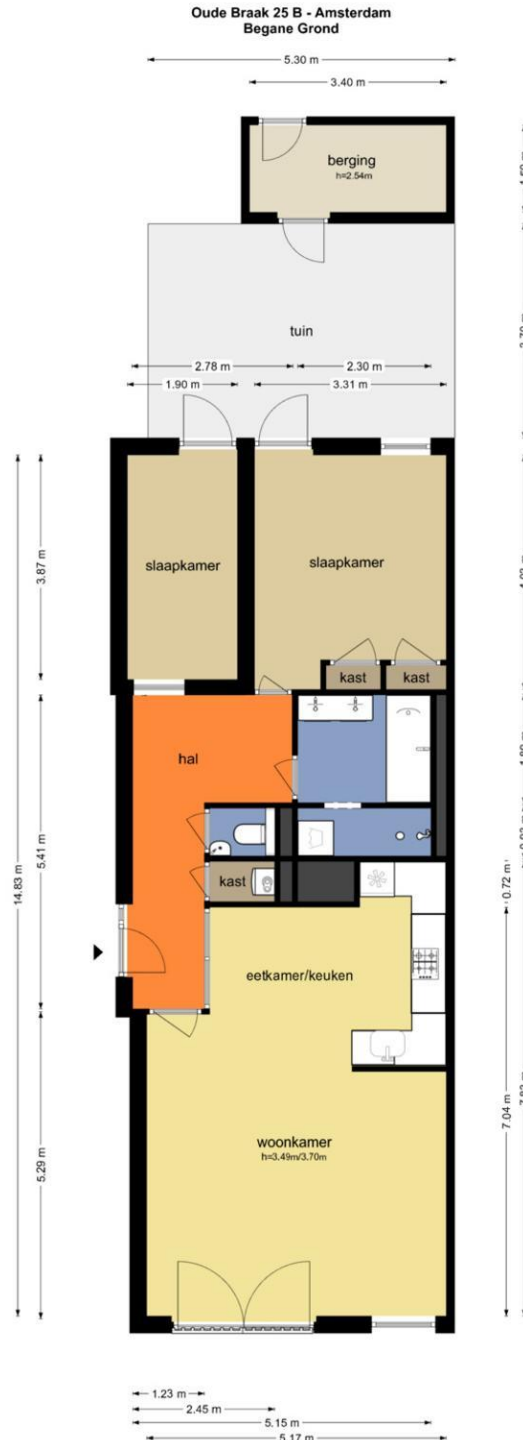 Oude Braak 25 B - Amsterdam
Begane Grond
5.30 m
3.40 m
berging
h=2.54m
tuin
2.78 m
2.30 m
1.90 m
3.31 m
slaapkamer
slaapkamer
3.87 m
kast
kast
hal
5.41 m
14.83 m
kast
0.72 m
eetkamer/keuken
7.04 m
woonkamer
h=3.49m/3.70m
5.29 m
1.23 m
2.45 m
5.15 m
5.17 m